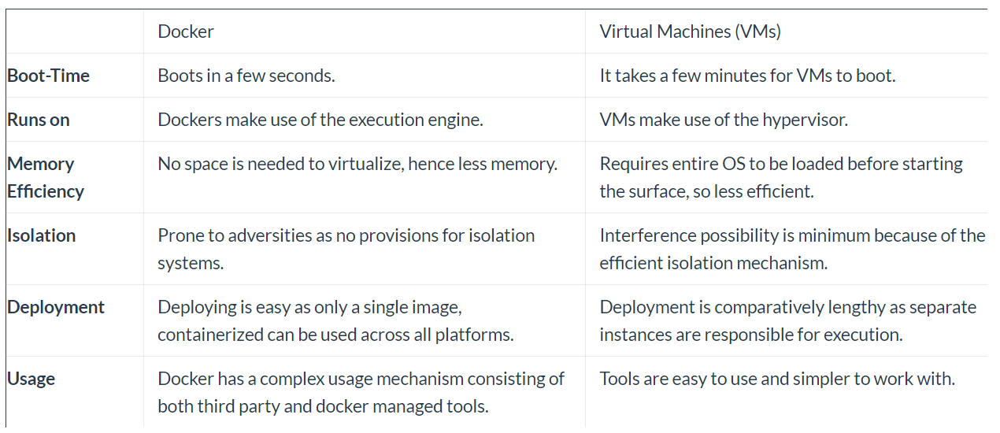 Docker
Virtual Machines (VMs)
Boot-Time
Boots in a few seconds.
It takes a few minutes for VMs to boot.
Runs on
Dockers make use of the execution engine.
VMs make use of the hypervisor.
Memory
Efficiency
No space is needed to virtualize, hence less memory.
Requires entire OS to be loaded before starting
the surface, so less efficient.
Isolation
Prone to adversities as no provisions for isolation
systems.
Interference possibility is minimum because of the
efficient isolation mechanism.
Deployment
Deploying is easy as only a single image,
containerized can be used across all platforms.
Deployment is comparatively lengthy as separate
instances are responsible for execution.
Usage
Docker has a complex usage mechanism consisting of
both third party and docker managed tools.
Tools are easy to use and simpler to work with.